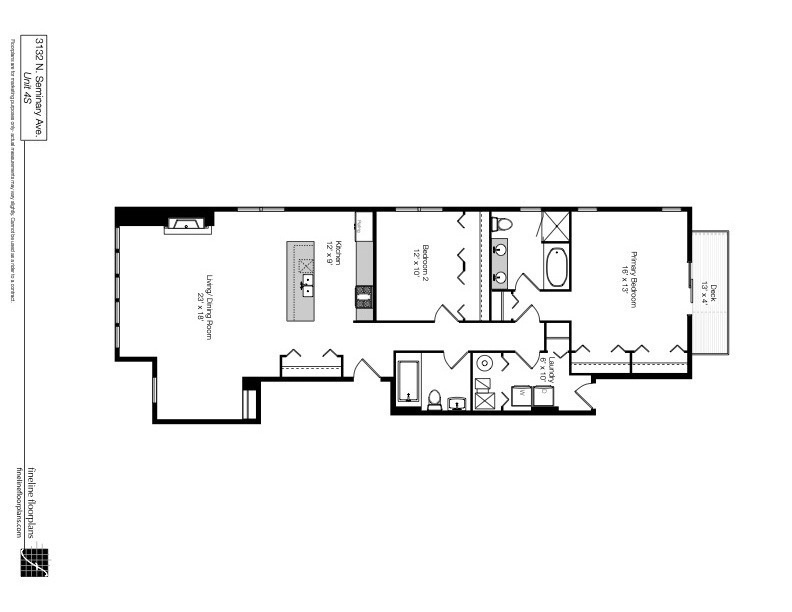 3132 N. Seminary Ave.
Unit 4S
Floorplans are for marketing purposes only - actual measurements may vary slightly. Cannot be used as a rider to a contract.
Living/ Dining Room
23' x 18'
Kitchen
12' x 9'
Bedroom 2
12' x 10'
Primary Bedroom
16' x 13'
Deck
13' x 4'
Laundry
6' x 10'
W
D
fineline floorplans
finelinefloorplans.com